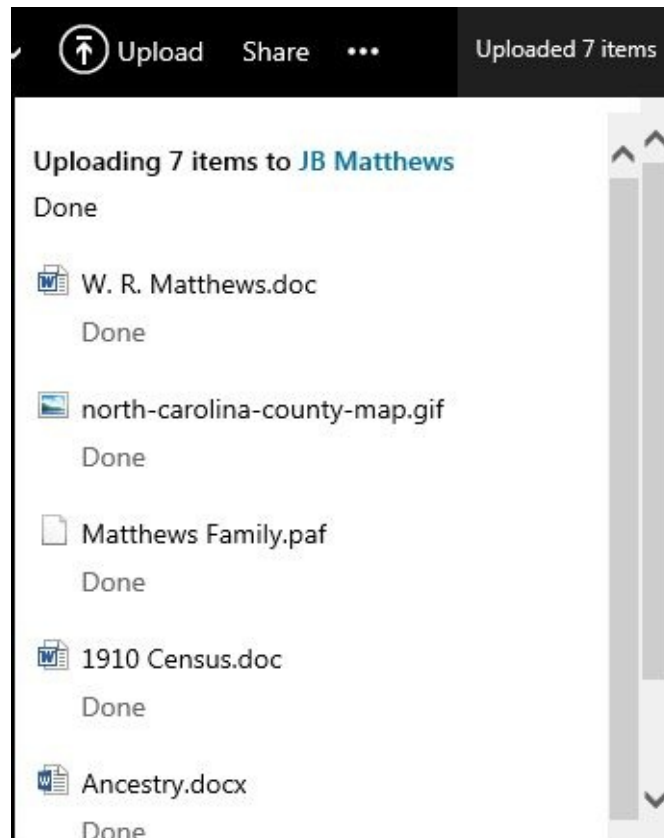 Upload Share ••• Uploaded 7 items
Uploading 7 items to JB Matthews
Done
W. R. Matthews.doc
Done
north-carolina-county-map.gif
Done
Matthews Family.paf
Done
1910 Census.doc
Done
Ancestry.docx
Done